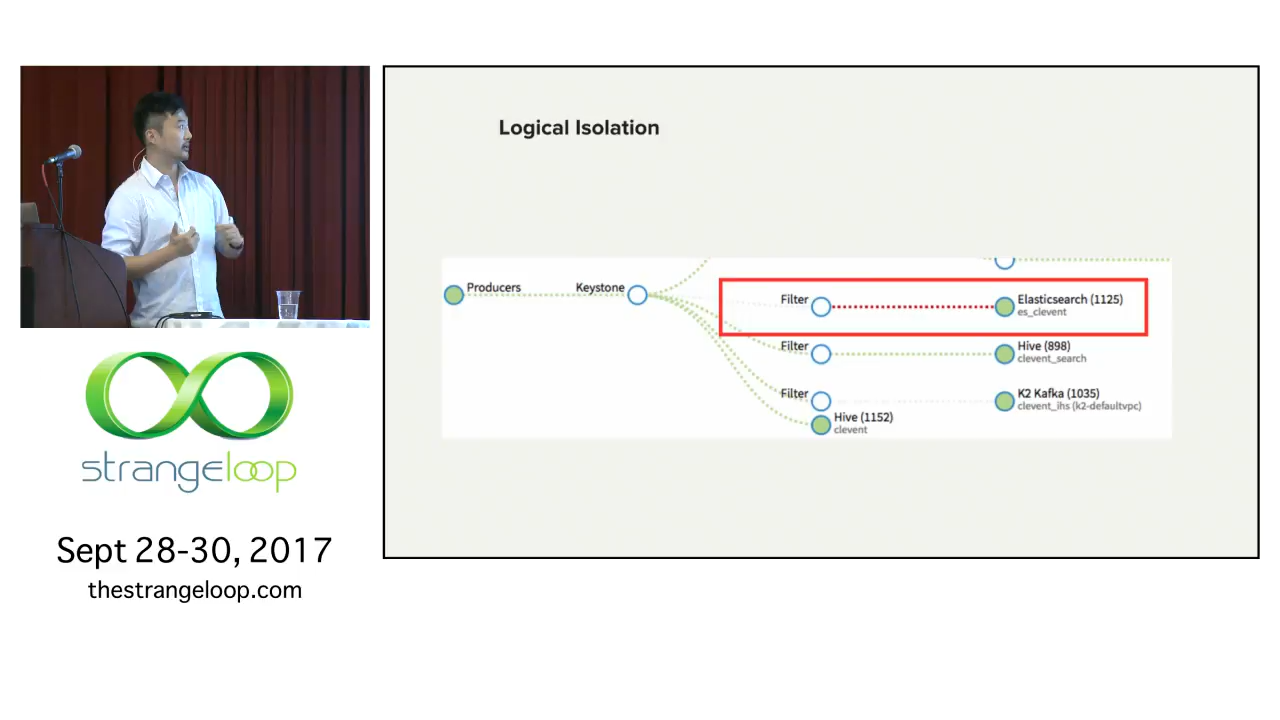 Logical Isolation
Producers
Keystone
Filter
Elasticsearch (1125)
es_clevent
Filter
Hive (898)
clevent_search
Filter
K2 Kafka (1035)
clevent_ihs (k2-defaultvpc)
Hive (1152)
clevent
strangeloop
Sept 28-30, 2017
thestrangeloop.com